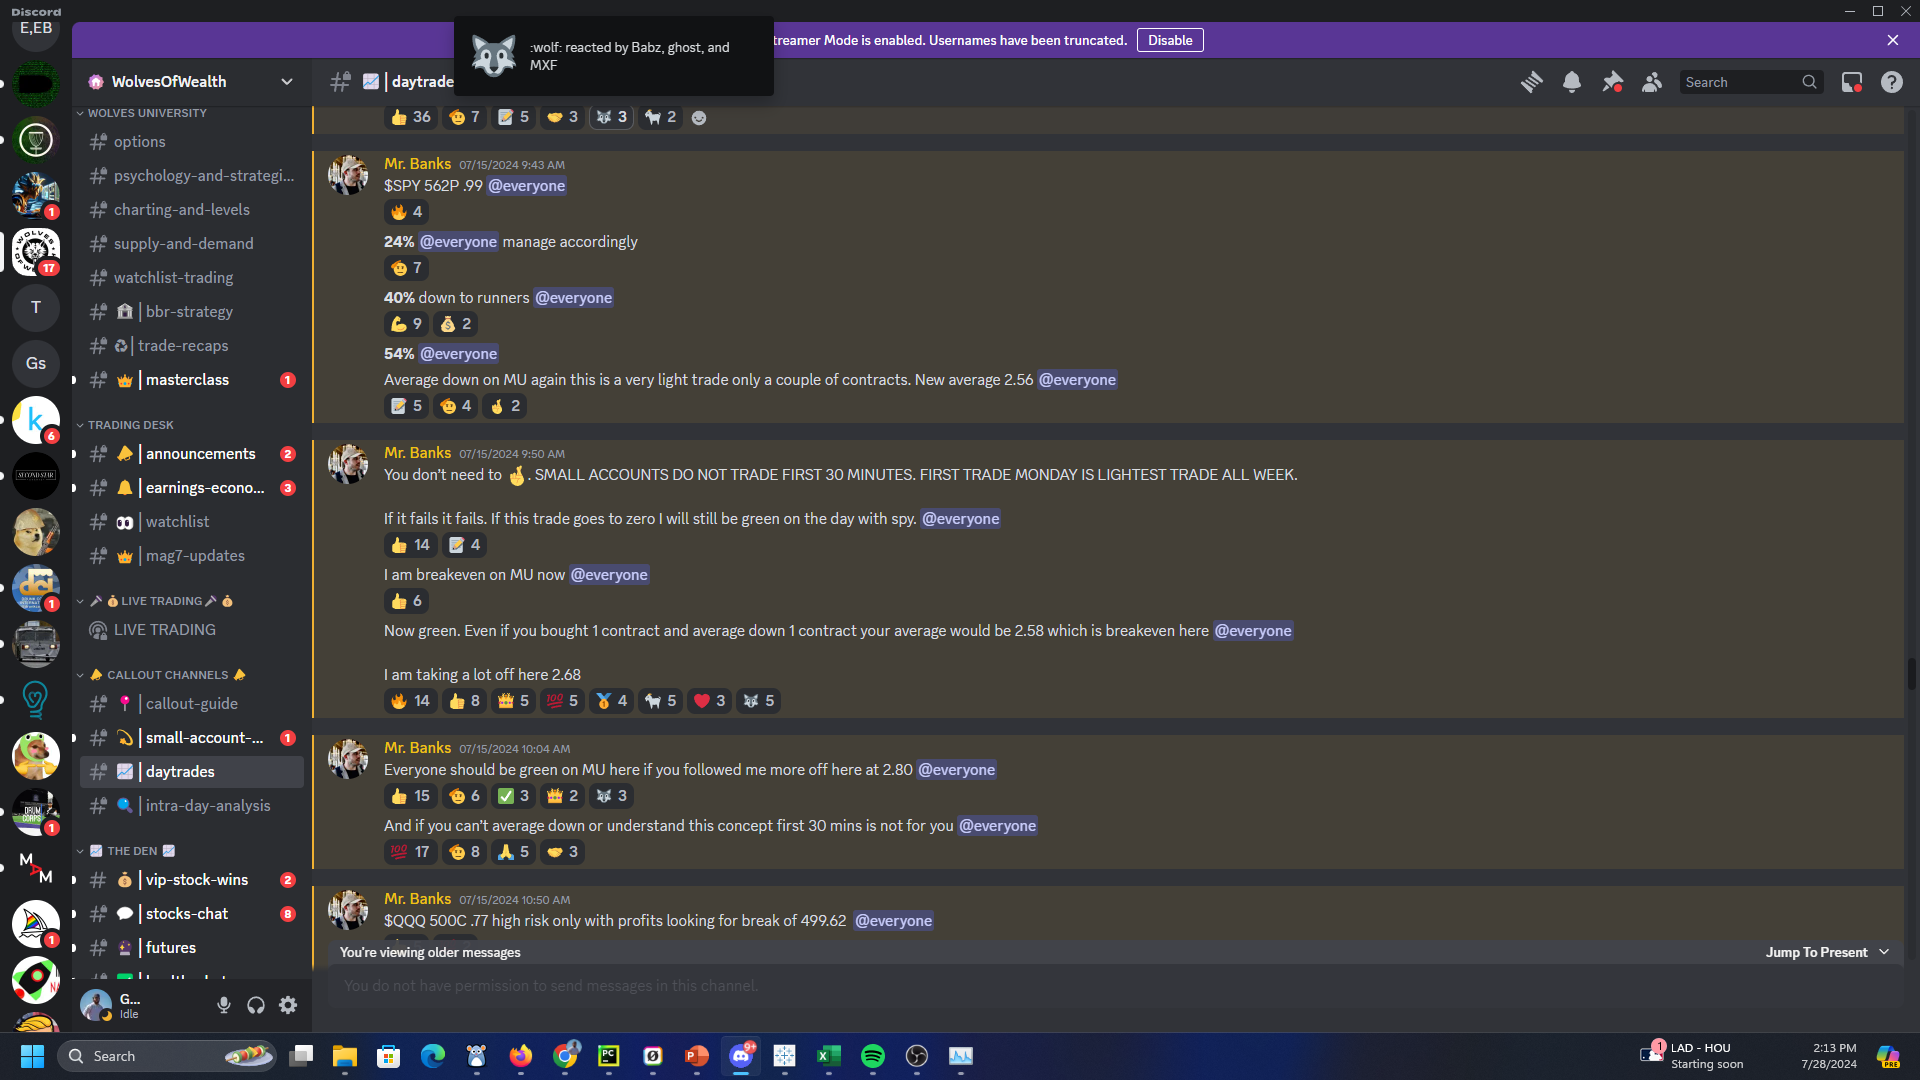 Discord
E,EB
:wolf: reacted by Babz, ghost, and
MXF
treamer Mode is enabled. Usernames have been truncated.
Disable
WolvesOfWealth
| daytrade
Search
WOLVES UNIVERSITY
options
psychology-and-strategi...
charting-and-levels
supply-and-demand
watchlist-trading
| bbr-strategy
| trade-recaps
| masterclass
1
TRADING DESK
| announcements
2
| earnings-econo...
3
| watchlist
| mag7-updates
LIVE TRADING
LIVE TRADING
CALLOUT CHANNELS
| callout-guide
| small-account-...
1
| daytrades
| intra-day-analysis
THE DEN
| vip-stock-wins
2
| stocks-chat
8
| futures
1
WOLVES
17
T
Gs
k
6
SECOND STAR
dci
1
DRUM
CORPS
1
M
A
M
1
G...
Idle
36 7 5 3 3 2
Mr. Banks 07/15/2024 9:43 AM
$SPY 562P .99 @everyone
4
24% @everyone manage accordingly
7
40% down to runners @everyone
9 2
54% @everyone
Average down on MU again this is a very light trade only a couple of contracts. New average 2.56 @everyone
5 4 2
Mr. Banks 07/15/2024 9:50 AM
You don't need to 🤞. SMALL ACCOUNTS DO NOT TRADE FIRST 30 MINUTES. FIRST TRADE MONDAY IS LIGHTEST TRADE ALL WEEK.
If it fails it fails. If this trade goes to zero I will still be green on the day with spy. @everyone
14 4
I am breakeven on MU now @everyone
6
Now green. Even if you bought 1 contract and average down 1 contract your average would be 2.58 which is breakeven here @everyone
I am taking a lot off here 2.68
14 8 5 100 5 4 5 3 5
Mr. Banks 07/15/2024 10:04 AM
Everyone should be green on MU here if you followed me more off here at 2.80 @everyone
15 6 3 2 3
And if you can't average down or understand this concept first 30 mins is not for you @everyone
100 17 8 5 3
Mr. Banks 07/15/2024 10:50 AM
$QQQ 500C .77 high risk only with profits looking for break of 499.62 @everyone
You're viewing older messages
Jump To Present
You do not have permission to send messages in this channel.
Search
PC
9+
1
LAD - HOU
Starting soon
2:13 PM
7/28/2024
PRE